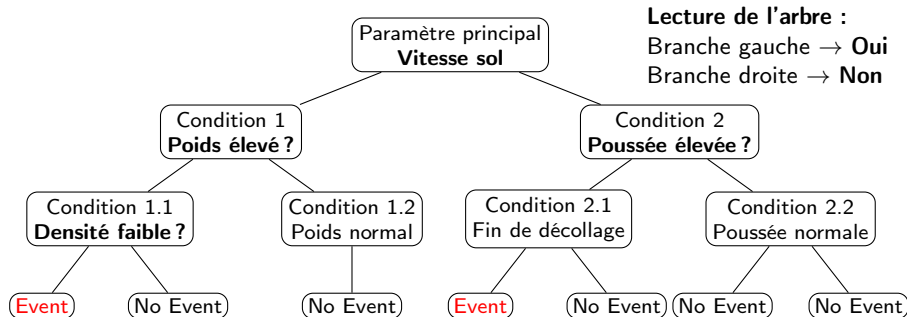 Paramètre principal
Vitesse sol
Lecture de l'arbre :
Branche gauche → Oui
Branche droite → Non
Condition 1
Poids élevé ?
Condition 2
Poussée élevée ?
Condition 1.1
Densité faible ?
Condition 1.2
Poids normal
Condition 2.1
Fin de décollage
Condition 2.2
Poussée normale
Event
No Event
No Event
Event
No Event
No Event
No Event